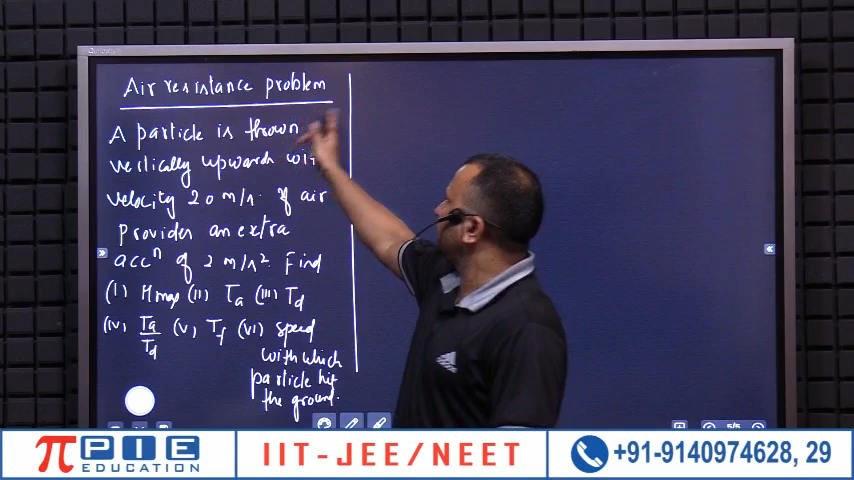 Air resistance problem
A particle is thrown
vertically upwards with
velocity 20 m/s. If air
provides an extra
accⁿ of 2 m/s². Find
(I) Hmax (II) Ta (III) Td
(IV) Ta/Td (V) Tf (VI) speed
with which
particle hit
the ground.
5/5
π PIE EDUCATION
IIT-JEE/NEET
+91-9140974628, 29